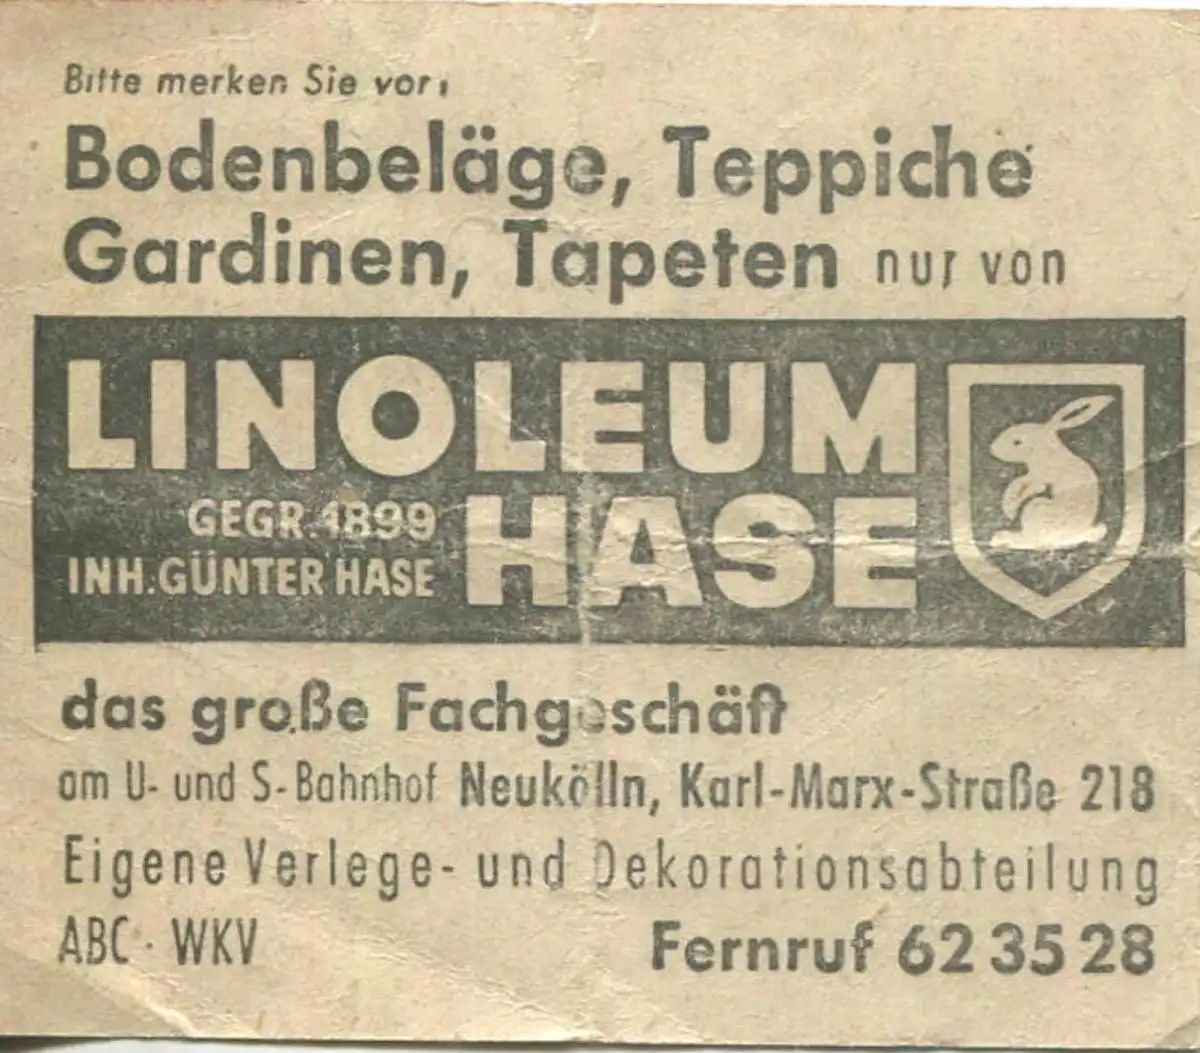 Bitte merken Sie vor:
Bodenbeläge, Teppiche
Gardinen, Tapeten nur von
LINOLEUM
GEGR. 1899 HASE
INH. GÜNTER HASE
das große Fachgeschäft
am U- und S-Bahnhof Neukölln, Karl-Marx-Straße 218
Eigene Verlege- und Dekorationsabteilung
ABC · WKV Fernruf 62 35 28